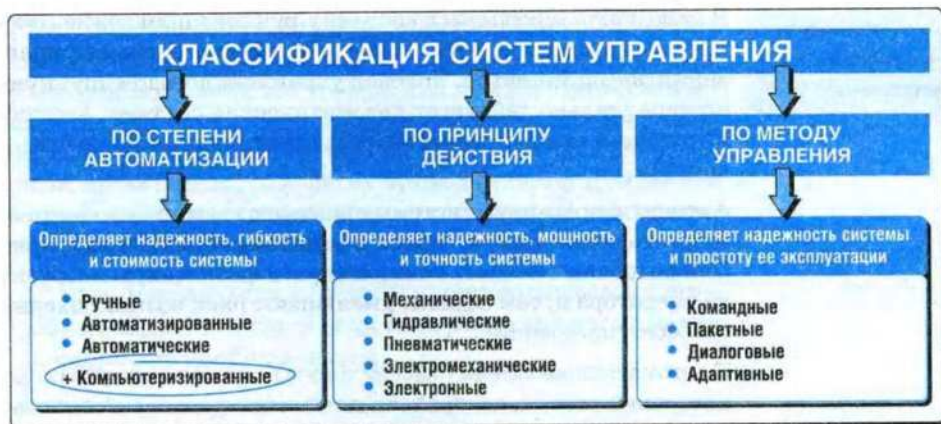 КЛАССИФИКАЦИЯ СИСТЕМ УПРАВЛЕНИЯ
ПО СТЕПЕНИ
АВТОМАТИЗАЦИИ
Определяет надежность, гибкость
и стоимость системы
• Ручные
• Автоматизированные
• Автоматические
+ Компьютеризированные
ПО ПРИНЦИПУ
ДЕЙСТВИЯ
Определяет надежность, мощность
и точность системы
• Механические
• Гидравлические
• Пневматические
• Электромеханические
• Электронные
ПО МЕТОДУ
УПРАВЛЕНИЯ
Определяет надежность системы
и простоту ее эксплуатации
• Командные
• Пакетные
• Диалоговые
• Адаптивные